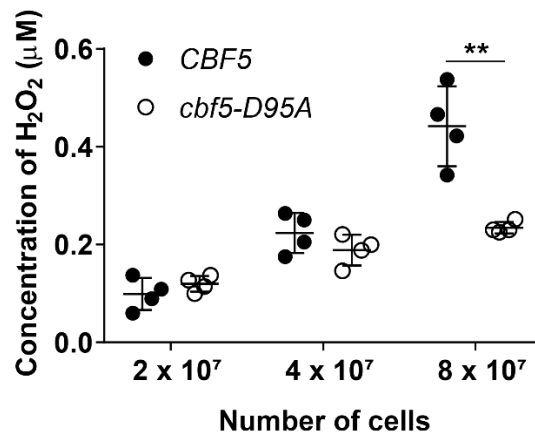 Concentration of H₂O₂ (μM)
0.6
0.4
0.2
0.0
CBF5
cbf5-D95A
**
2 x 10⁷
4 x 10⁷
8 x 10⁷
Number of cells